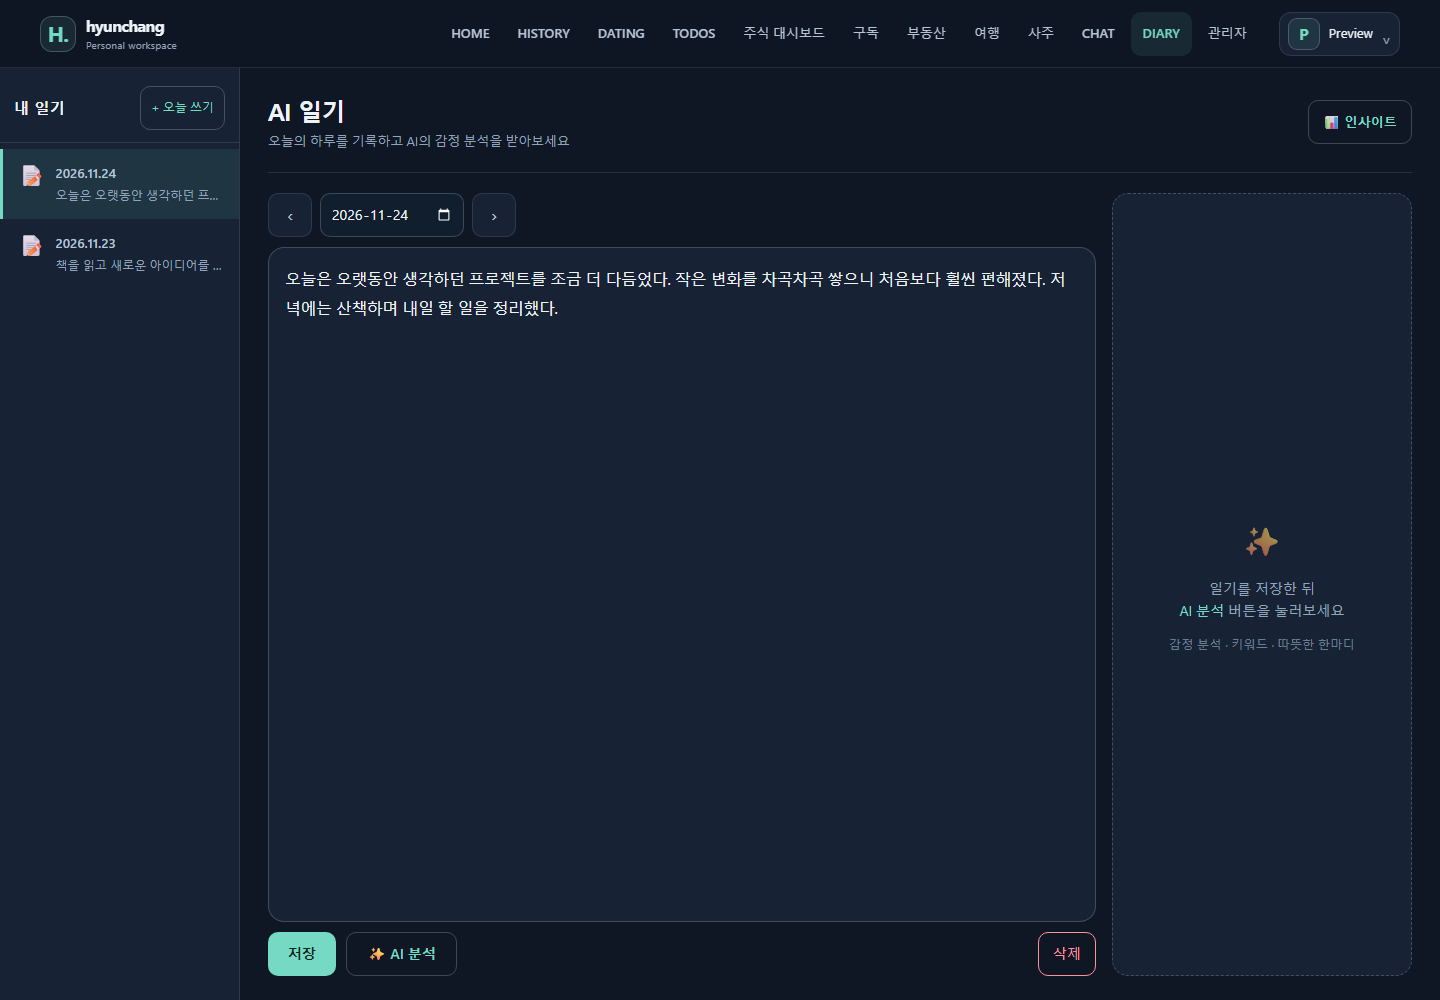 H.
hyunchang
Personal workspace
HOME
HISTORY
DATING
TODOS
주식 대시보드
구독
부동산
여행
사주
CHAT
DIARY
관리자
P
Preview
v
내 일기
+ 오늘 쓰기
2026.11.24
오늘은 오랫동안 생각하던 프...
2026.11.23
책을 읽고 새로운 아이디어를 ...
AI 일기
오늘의 하루를 기록하고 AI의 감정 분석을 받아보세요
인사이트
‹
2026-11-24
›
오늘은 오랫동안 생각하던 프로젝트를 조금 더 다듬었다. 작은 변화를 차곡차곡 쌓으니 처음보다 훨씬 편해졌다. 저
녁에는 산책하며 내일 할 일을 정리했다.
일기를 저장한 뒤
AI 분석 버튼을 눌러보세요
감정 분석 · 키워드 · 따뜻한 한마디
저장
AI 분석
삭제